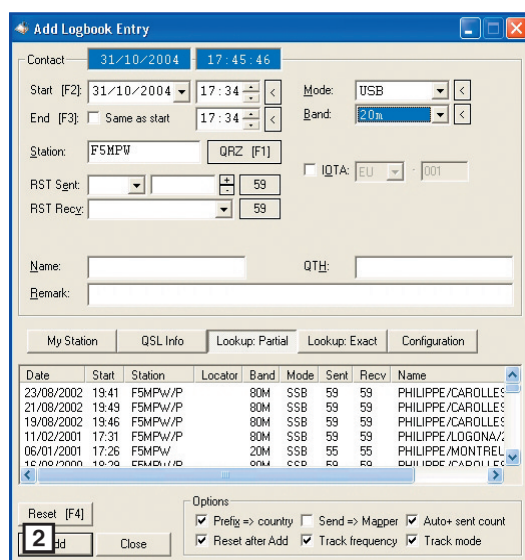 Add Logbook Entry
Contact 31/10/2004 17:45:46
Start [F2]: 31/10/2004 17:34 < Mode: USB <
End [F3]: Same as start 17:34 < Band: 20m <
Station: F5MPW QRZ [F1]
IOTA: EU - 001
RST Sent: + - 59
RST Recv: 59
Name: QTH:
Remark:
My Station QSL Info Lookup: Partial Lookup: Exact Configuration
Date Start Station Locator Band Mode Sent Recv Name
23/08/2002 19:41 F5MPW/P 80M SSB 59 59 PHILIPPE/CAROLLES
21/08/2002 19:49 F5MPW/P 80M SSB 59 59 PHILIPPE/CAROLLES
19/08/2002 19:46 F5MPW/P 80M SSB 59 59 PHILIPPE/CAROLLES
11/02/2001 17:31 F5MPW/P 80M SSB 59 59 PHILIPPE/LOGONA/2
06/01/2001 17:26 F5MPW 20M SSB 55 55 PHILIPPE/MONTREL
80M SSB 59 59
Reset [F4]
Options
Prefix => country Send => Mapper Auto+ sent count
2 Close Reset after Add Track frequency Track mode